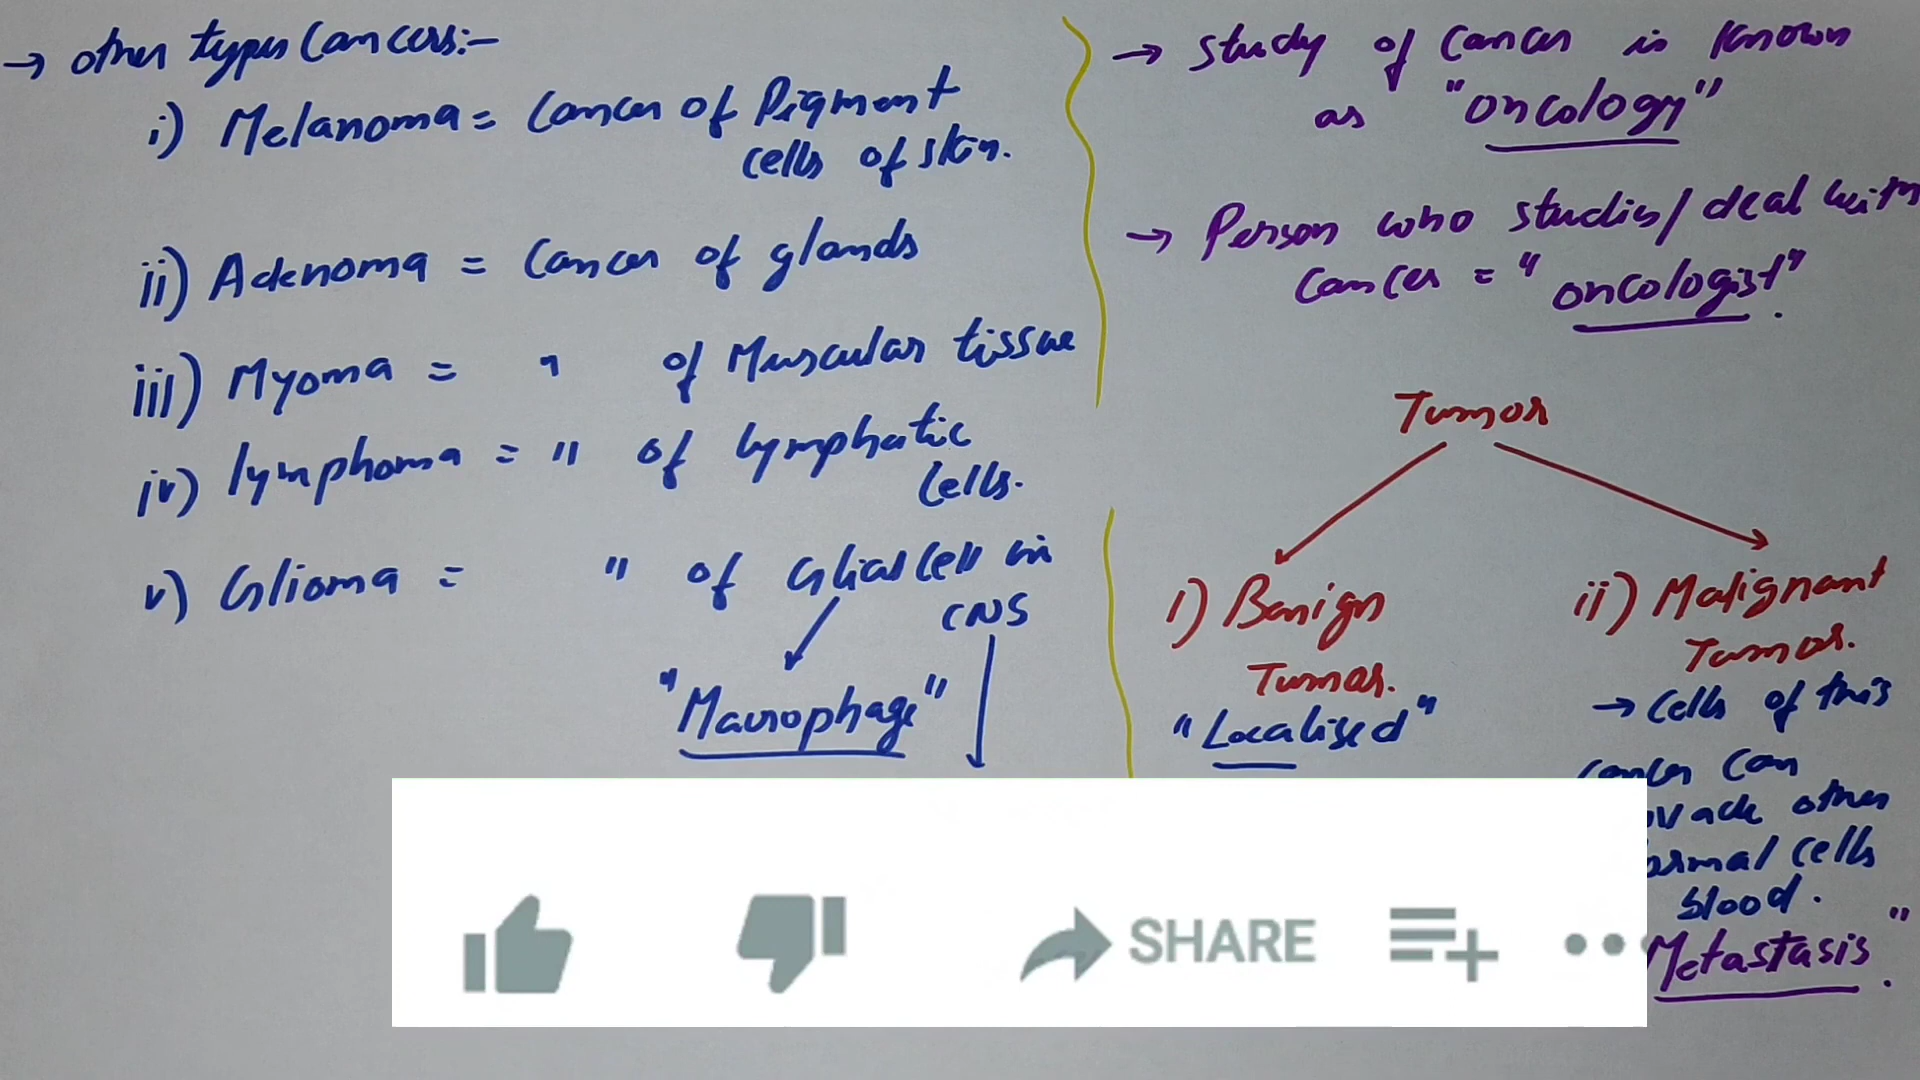 → other types Cancers:-
i) Melanoma = Cancer of Pigment
cells of skin.
ii) Adenoma = Cancer of glands
iii) Myoma = " of Muscular tissue
iv) lymphoma = " of lymphatic
Cells.
v) Glioma = " of Glial Cell in
CNS
"Macrophage"
→ Study of Cancer is known
as "oncology"
→ Person who studies/deal with
Cancer = "oncologist".
Tumor
i) Benign
Tumor.
"Localised"
ii) Malignant
Tumor.
→ Cells of this
cancer can
other
normal cells
blood.
Metastasis".
SHARE